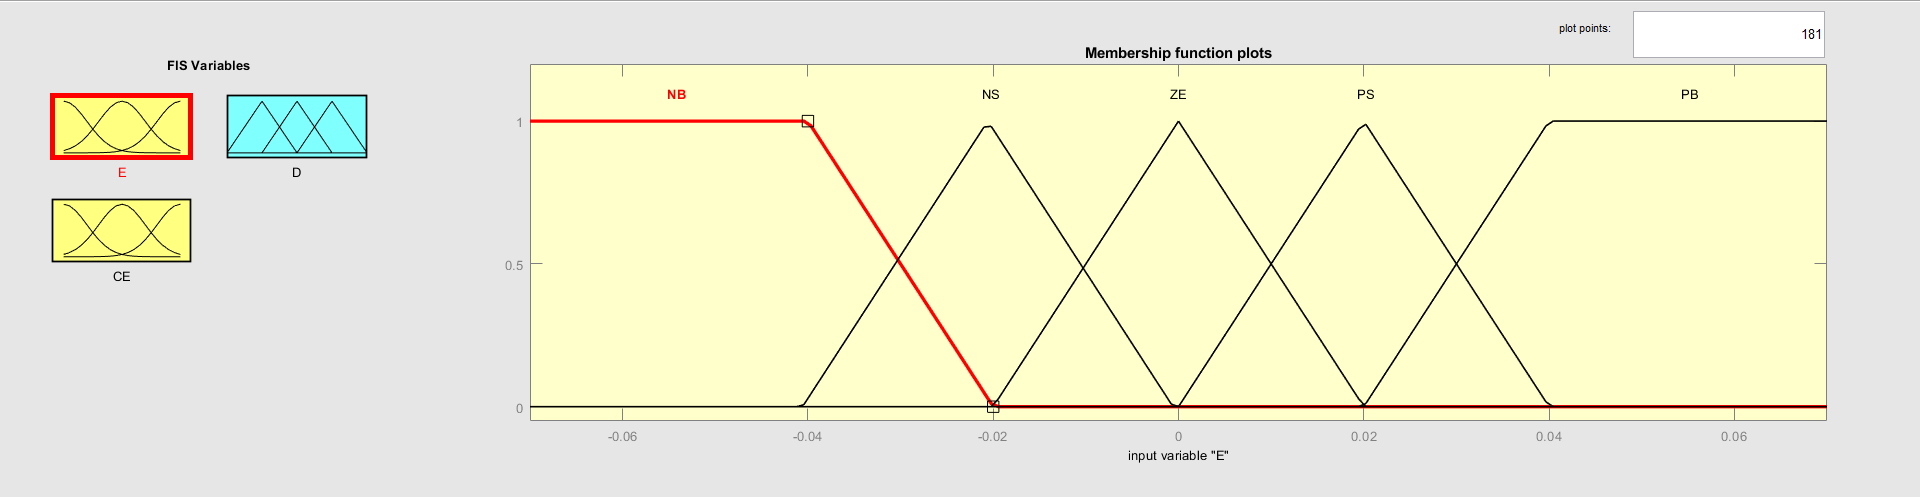 plot points:
181
FIS Variables
Membership function plots
E
D
CE
NB
NS
ZE
PS
PB
1
0.5
0
-0.06
-0.04
-0.02
0
0.02
0.04
0.06
input variable "E"